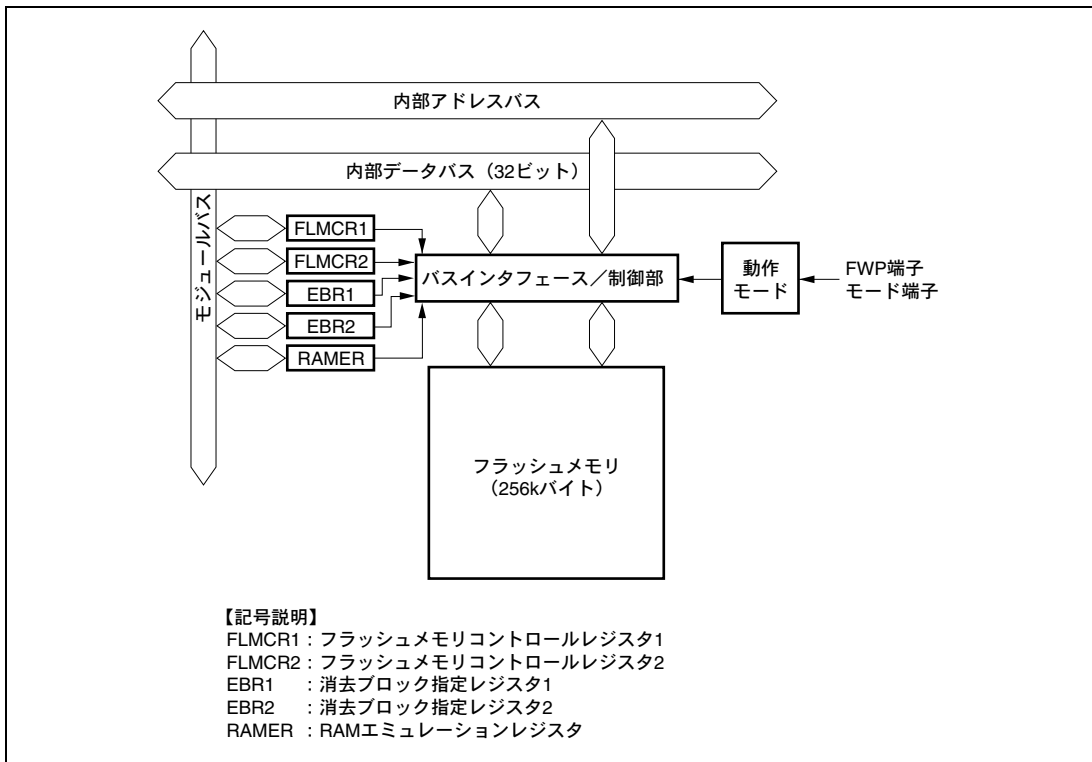 内部アドレスバス
内部データバス（32ビット）
モジュールバス
FLMCR1
FLMCR2
EBR1
EBR2
RAMER
バスインタフェース／制御部
動作
モード
FWP端子
モード端子
フラッシュメモリ
（256kバイト）
【記号説明】
FLMCR1：フラッシュメモリコントロールレジスタ1
FLMCR2：フラッシュメモリコントロールレジスタ2
EBR1　：消去ブロック指定レジスタ1
EBR2　：消去ブロック指定レジスタ2
RAMER ：RAMエミュレーションレジスタ